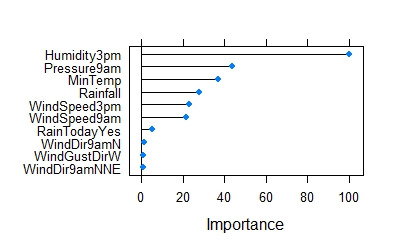 Humidity3pm
Pressure9am
MinTemp
Rainfall
WindSpeed3pm
WindSpeed9am
RainTodayYes
WindDir9amN
WindGustDirW
WindDir9amNNE
0 20 40 60 80 100
Importance